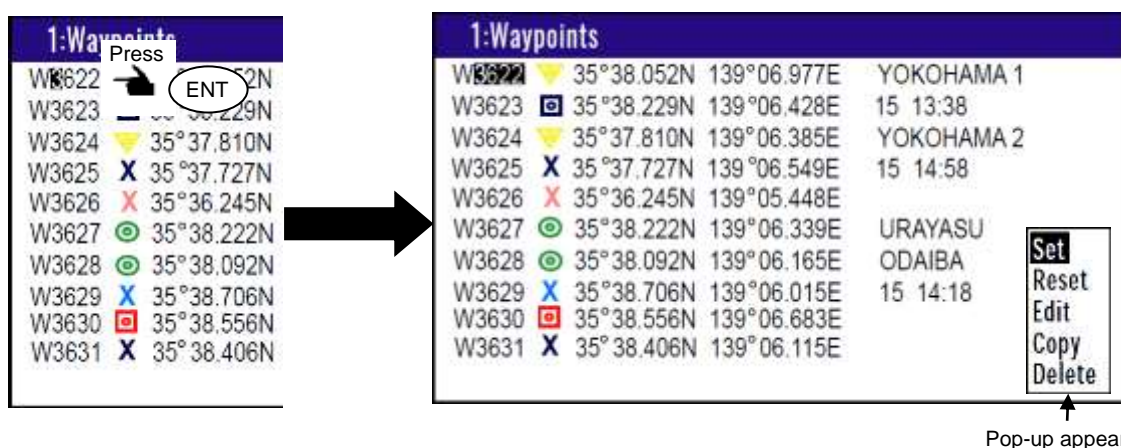 1:Waypoints
Press
ENT
W3622 52N
W3623 229N
W3624 35°37.810N
W3625 35°37.727N
W3626 35°36.245N
W3627 35°38.222N
W3628 35°38.092N
W3629 35°38.706N
W3630 35°38.556N
W3631 35°38.406N
1:Waypoints
W3622 35°38.052N 139°06.977E YOKOHAMA 1
W3623 35°38.229N 139°06.428E 15 13:38
W3624 35°37.810N 139°06.385E YOKOHAMA 2
W3625 X 35°37.727N 139°06.549E 15 14:58
W3626 X 35°36.245N 139°05.448E
W3627 35°38.222N 139°06.339E URAYASU
W3628 35°38.092N 139°06.165E ODAIBA
W3629 X 35°38.706N 139°06.015E 15 14:18
W3630 35°38.556N 139°06.683E
W3631 X 35°38.406N 139°06.115E
Set
Reset
Edit
Copy
Delete
Pop-up appear